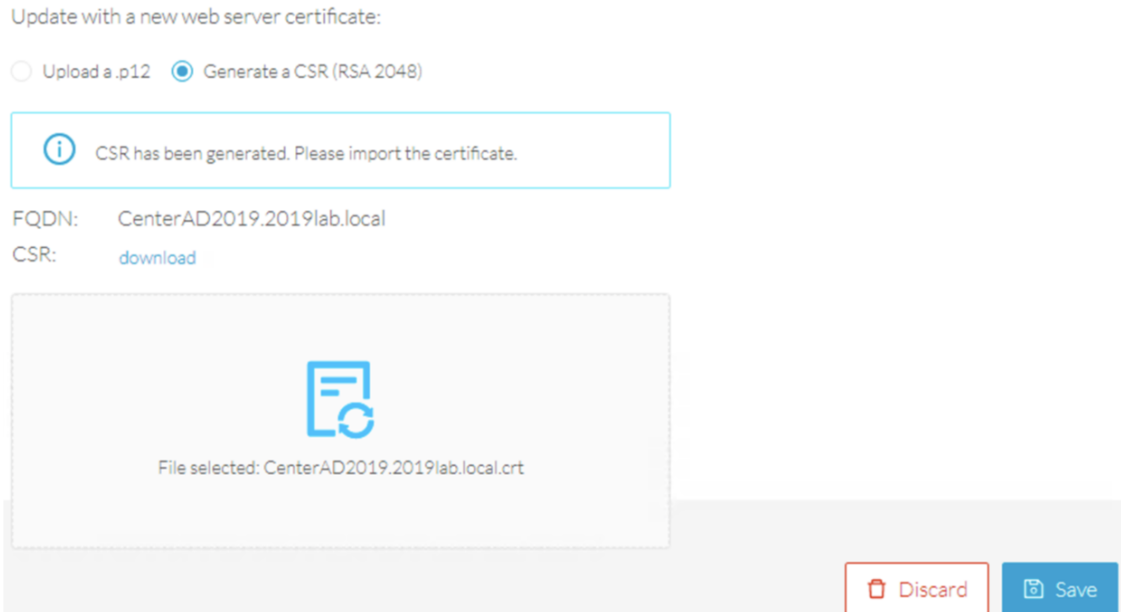 Update with a new web server certificate:
Upload a .p12 Generate a CSR (RSA 2048)
CSR has been generated. Please import the certificate.
FQDN: CenterAD2019.2019lab.local
CSR: download
File selected: CenterAD2019.2019lab.local.crt
Discard Save